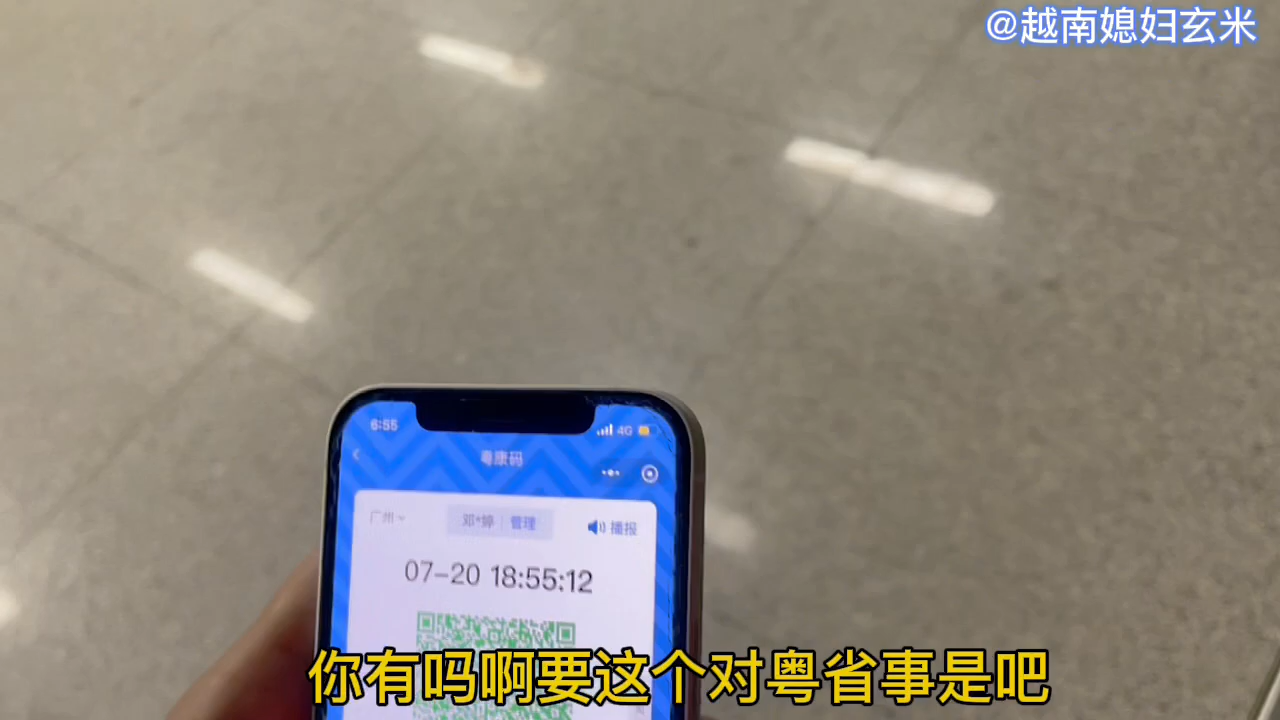 @越南媳妇玄米
6:55 4G
粤康码
广州 邓*婷 管理 播报
07-20 18:55:12
你有吗啊要这个对粤省事是吧